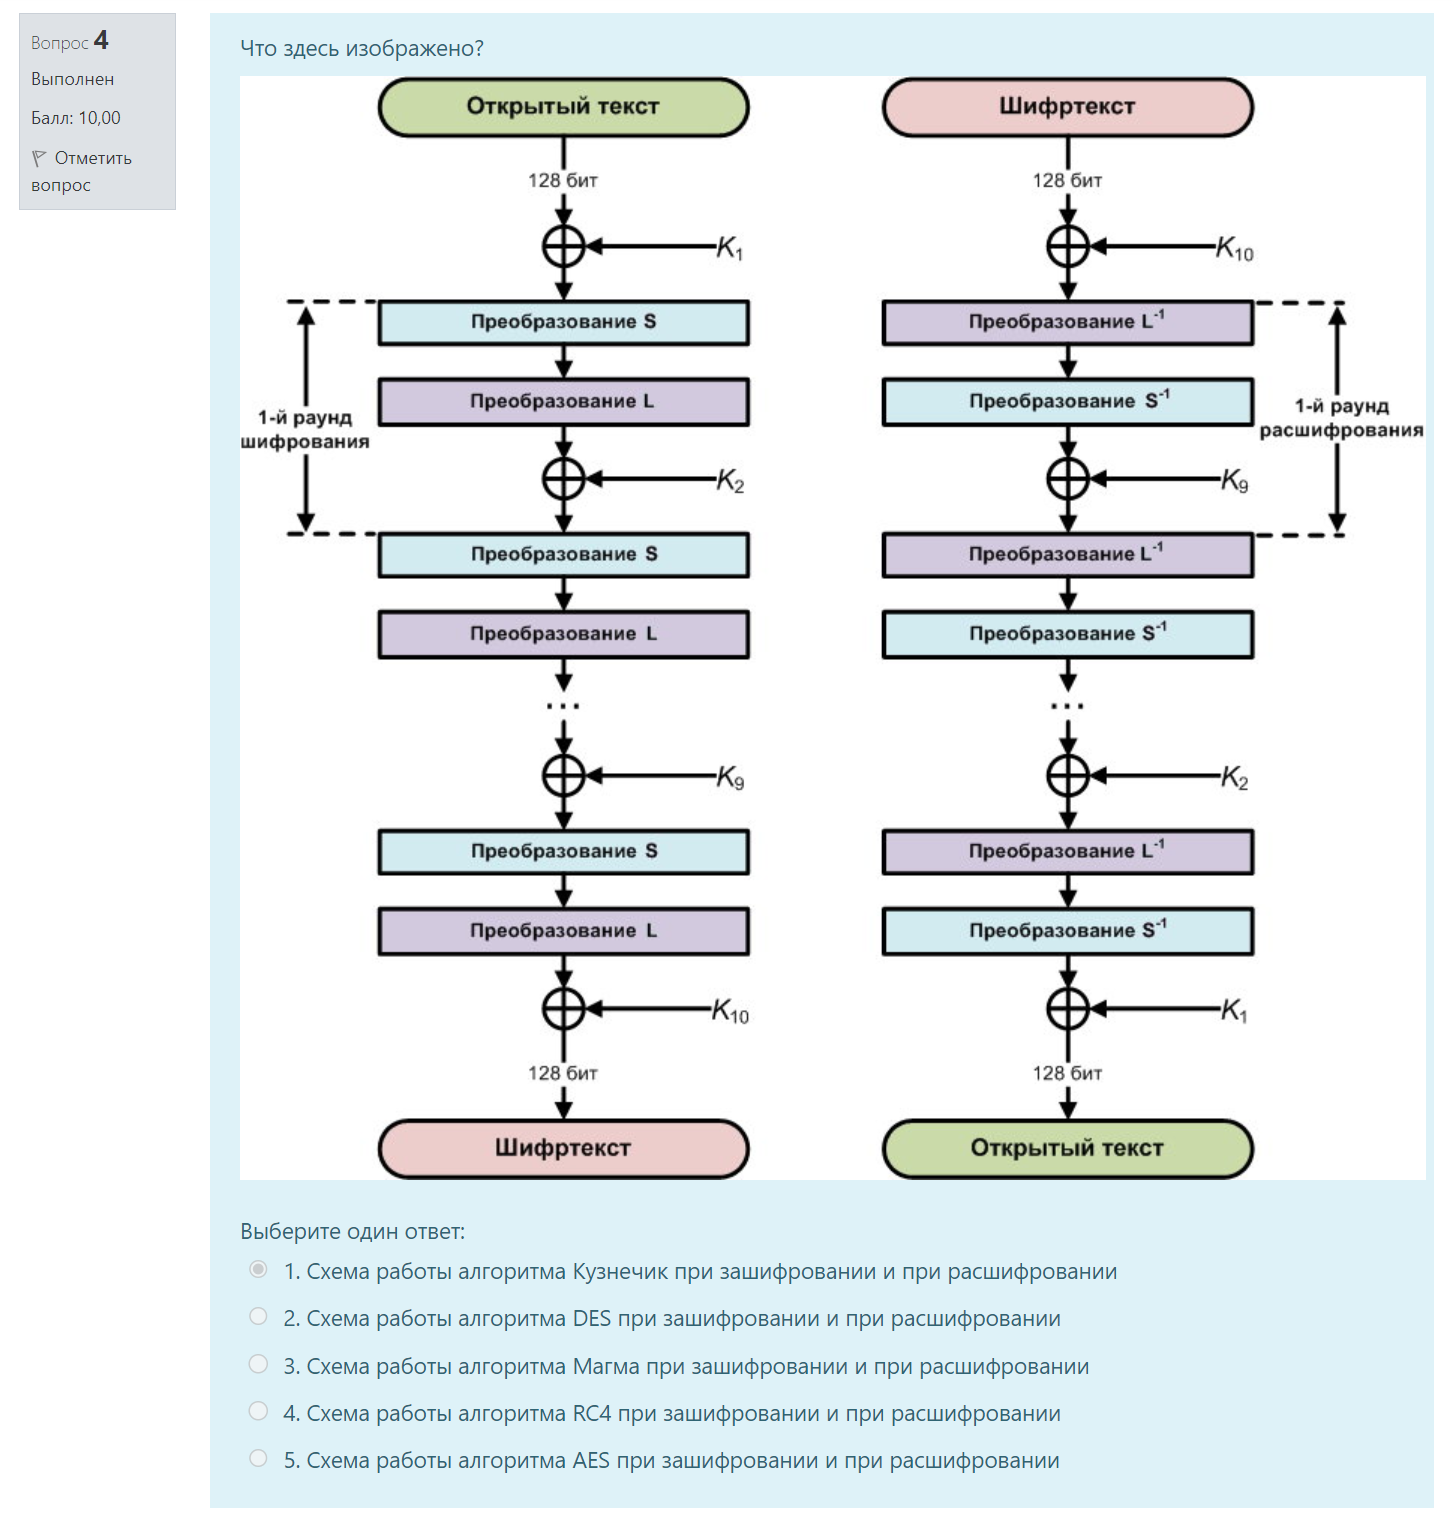 Вопрос 4
Выполнен
Балл: 10,00
Отметить
вопрос
Что здесь изображено?
Открытый текст
128 бит
K1
Преобразование S
Преобразование L
1-й раунд
шифрования
K2
Преобразование S
Преобразование L
...
K9
Преобразование S
Преобразование L
K10
128 бит
Шифртекст
Шифртекст
128 бит
K10
Преобразование L-1
Преобразование S-1
1-й раунд
расшифрования
K9
Преобразование L-1
Преобразование S-1
...
K2
Преобразование L-1
Преобразование S-1
K1
128 бит
Открытый текст
Выберите один ответ:
1. Схема работы алгоритма Кузнечик при зашифровании и при расшифровании
2. Схема работы алгоритма DES при зашифровании и при расшифровании
3. Схема работы алгоритма Магма при зашифровании и при расшифровании
4. Схема работы алгоритма RC4 при зашифровании и при расшифровании
5. Схема работы алгоритма AES при зашифровании и при расшифровании